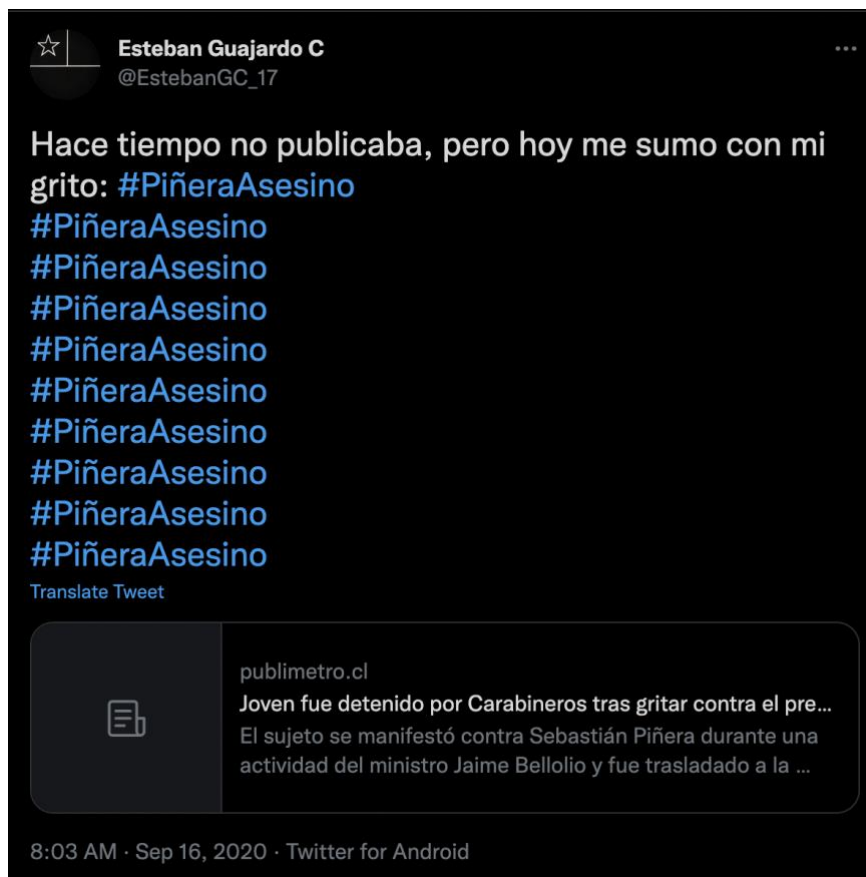 Esteban Guajardo C
@EstebanGC_17
Hace tiempo no publicaba, pero hoy me sumo con mi
grito: #PiñeraAsesino
#PiñeraAsesino
#PiñeraAsesino
#PiñeraAsesino
#PiñeraAsesino
#PiñeraAsesino
#PiñeraAsesino
#PiñeraAsesino
#PiñeraAsesino
#PiñeraAsesino
Translate Tweet
publimetro.cl
Joven fue detenido por Carabineros tras gritar contra el pre...
El sujeto se manifestó contra Sebastián Piñera durante una
actividad del ministro Jaime Bellolio y fue trasladado a la ...
8:03 AM · Sep 16, 2020 · Twitter for Android